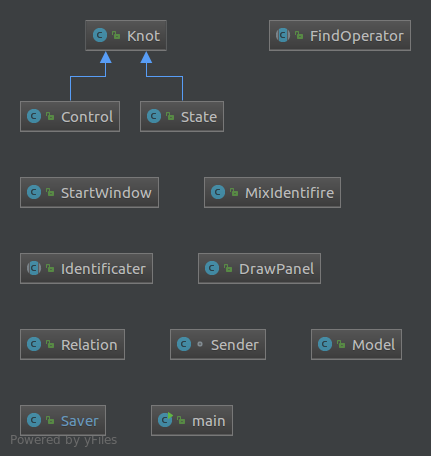 Knot
FindOperator
Control
State
StartWindow
MixIdentifire
Identificater
DrawPanel
Relation
Sender
Model
Saver
main
Powered by yFiles